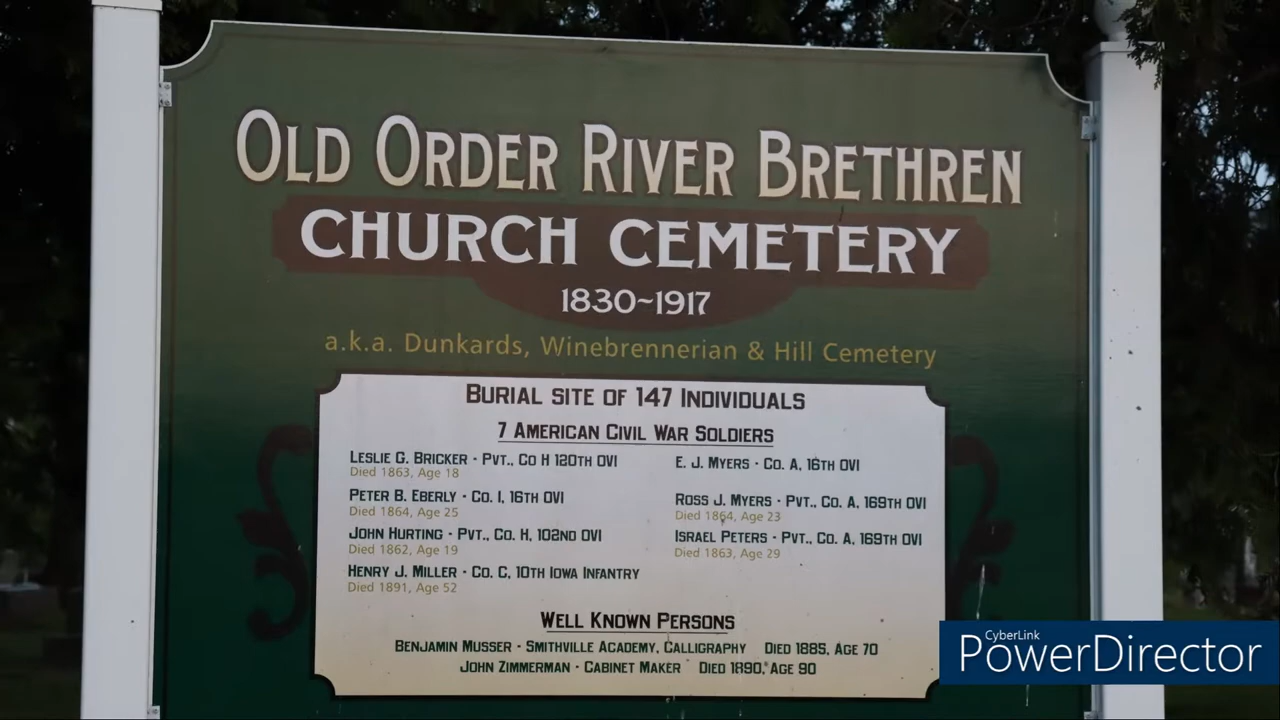 OLD ORDER RIVER BRETHREN
CHURCH CEMETERY
1830~1917
a.k.a. Dunkards, Winebrennerian & Hill Cemetery
BURIAL SITE OF 147 INDIVIDUALS
7 AMERICAN CIVIL WAR SOLDIERS
LESLIE G. BRICKER - PVT., CO H 120TH OVI
Died 1863, Age 18
PETER B. EBERLY - CO. I, 16TH OVI
Died 1864, Age 25
JOHN HURTING - PVT., CO. H, 102ND OVI
Died 1862, Age 19
HENRY J. MILLER - CO. C, 10TH IOWA INFANTRY
Died 1891, Age 52
E. J. MYERS - CO. A, 16TH OVI
ROSS J. MYERS - PVT., CO. A, 169TH OVI
Died 1864, Age 23
ISRAEL PETERS - PVT., CO. A, 169TH OVI
Died 1863, Age 29
WELL KNOWN PERSONS
BENJAMIN MUSSER - SMITHVILLE ACADEMY, CALLIGRAPHY DIED 1885, AGE 70
JOHN ZIMMERMAN - CABINET MAKER DIED 1890, AGE 90
CyberLink
PowerDirector